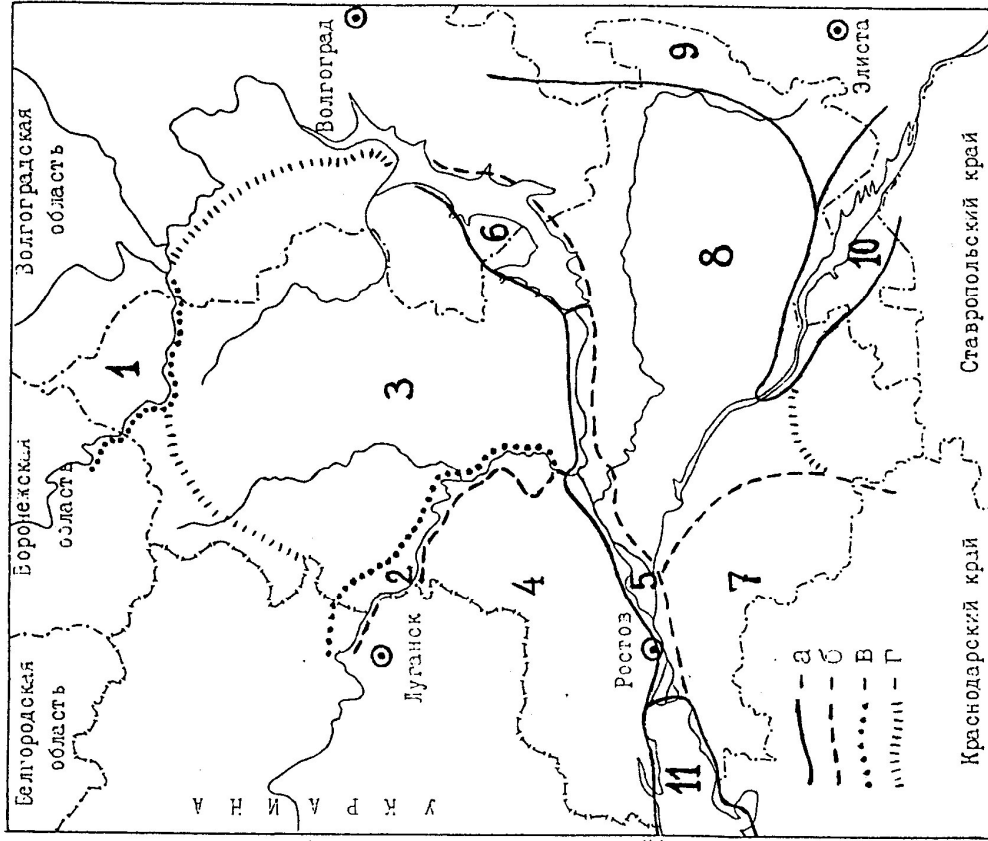 Белгородская
область
Воронежская
область
Волгоградская
область
1
Волгоград
УКРАИНА
3
6
2
Луганск
4
9
8
Элиста
Ростов
5
7
10
11
а
б
в
г
Краснодарский край
Ставропольский край